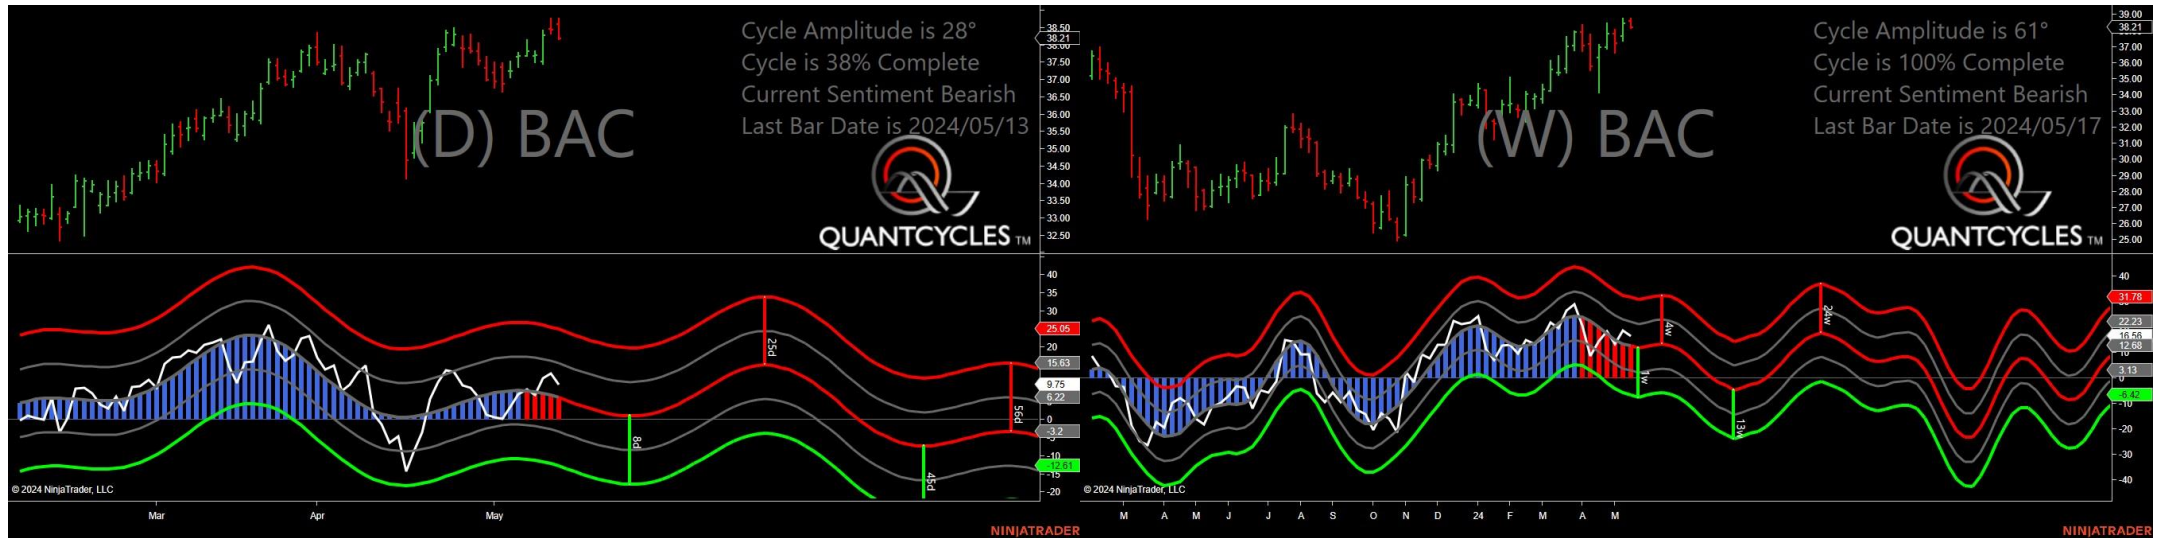 Cycle Amplitude is 28°
Cycle is 38% Complete
Current Sentiment Bearish
Last Bar Date is 2024/05/13
(D) BAC
QUANTCYCLES TM
38.50
38.21
38.00
37.50
37.00
36.50
36.00
35.50
35.00
34.50
34.00
33.50
33.00
32.50
40
35
30
25.05
20
15.63
9.75
6.22
0
-3.2
-10
-12.61
-15
-20
25d
8d
45d
56d
© 2024 NinjaTrader, LLC
Mar
Apr
May
NINJATRADER
Cycle Amplitude is 61°
Cycle is 100% Complete
Current Sentiment Bearish
Last Bar Date is 2024/05/17
(W) BAC
QUANTCYCLES TM
39.00
38.21
37.00
36.00
35.00
34.00
33.00
32.00
31.00
30.00
29.00
28.00
27.00
26.00
25.00
40
31.78
22.23
16.56
12.68
10
3.13
0
-6.42
-10
-20
-30
-40
4w
24w
1w
13w
© 2024 NinjaTrader, LLC
M A M J J A S O N D 24 F M A M
NINJATRADER